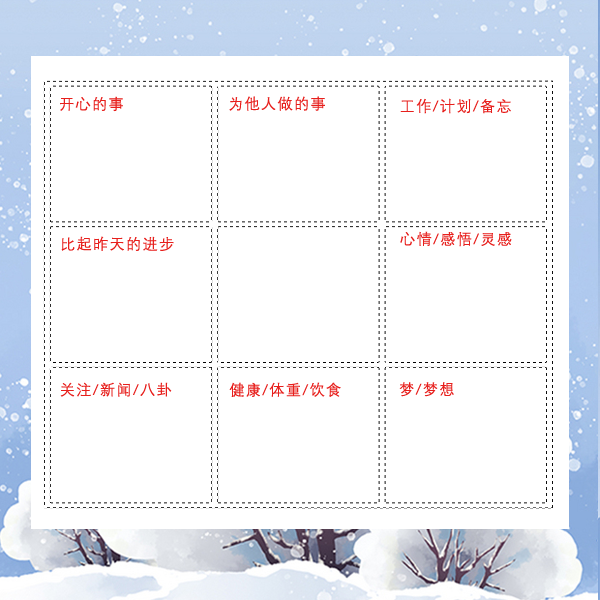 开心的事
为他人做的事
工作/计划/备忘
比起昨天的进步
心情/感悟/灵感
关注/新闻/八卦
健康/体重/饮食
梦/梦想